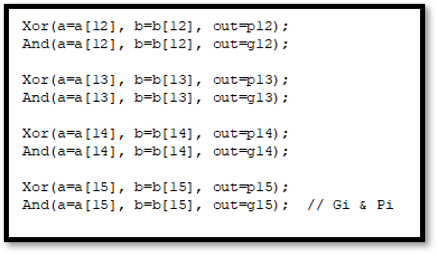 Xor(a=a[12], b=b[12], out=p12);
And(a=a[12], b=b[12], out=g12);
Xor(a=a[13], b=b[13], out=p13);
And(a=a[13], b=b[13], out=g13);
Xor(a=a[14], b=b[14], out=p14);
And(a=a[14], b=b[14], out=g14);
Xor(a=a[15], b=b[15], out=p15);
And(a=a[15], b=b[15], out=g15);  // Gi & Pi